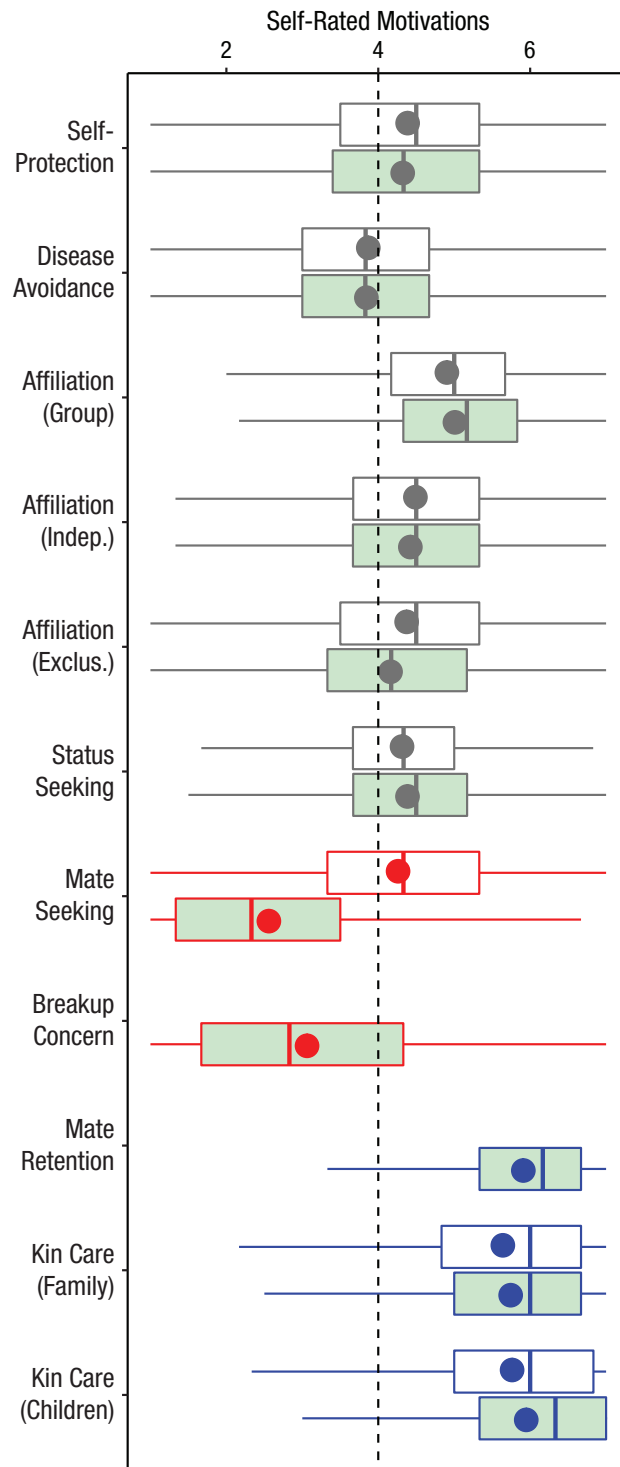 Self-Rated Motivations
2 4 6
Self-
Protection
Disease
Avoidance
Affiliation
(Group)
Affiliation
(Indep.)
Affiliation
(Exclus.)
Status
Seeking
Mate
Seeking
Breakup
Concern
Mate
Retention
Kin Care
(Family)
Kin Care
(Children)